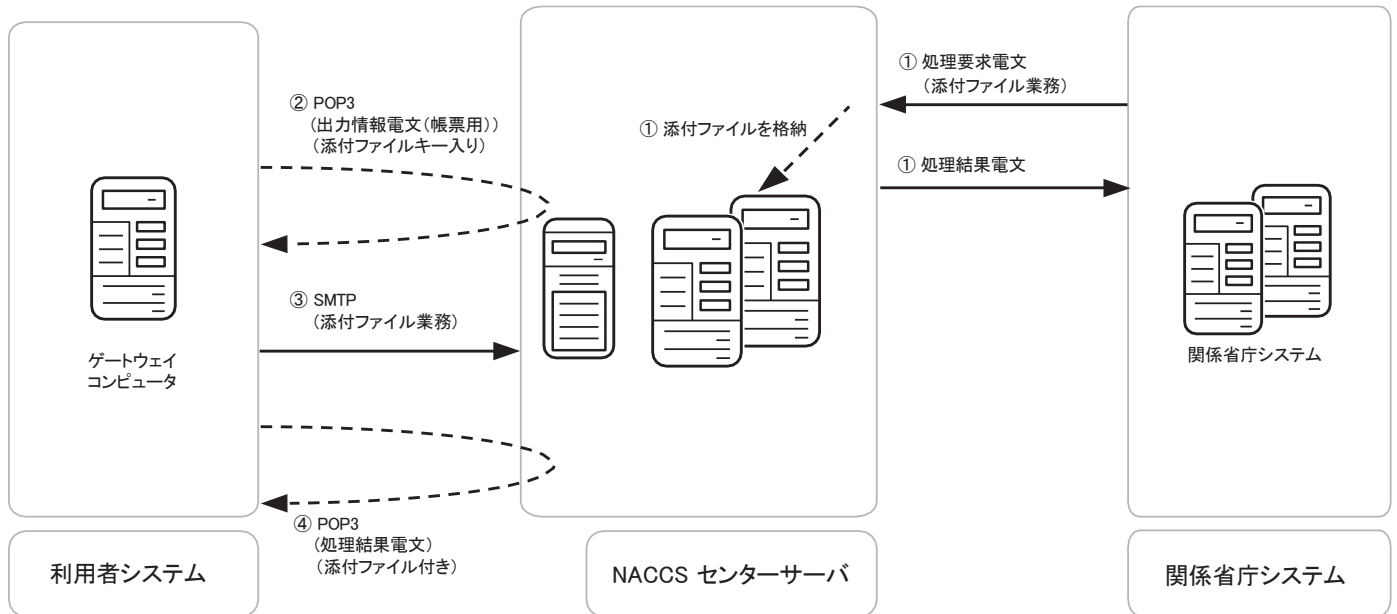 ② POP3
（出力情報電文（帳票用））
（添付ファイルキー入り）
① 添付ファイルを格納
① 処理要求電文
（添付ファイル業務）
① 処理結果電文
③ SMTP
（添付ファイル業務）
ゲートウェイ
コンピュータ
関係省庁システム
④ POP3
（処理結果電文）
（添付ファイル付き）
利用者システム
NACCS センターサーバ
関係省庁システム